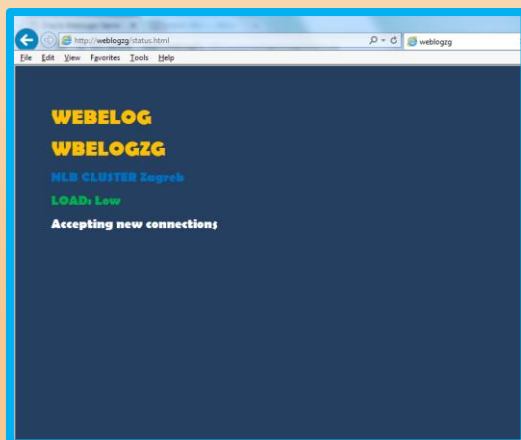 http://weblogzg/status.html
weblogzg
File Edit View Favorites Tools Help
WEBELOG
WBELOGZG
NLB CLUSTER Zagreb
LOAD: Low
Accepting new connections